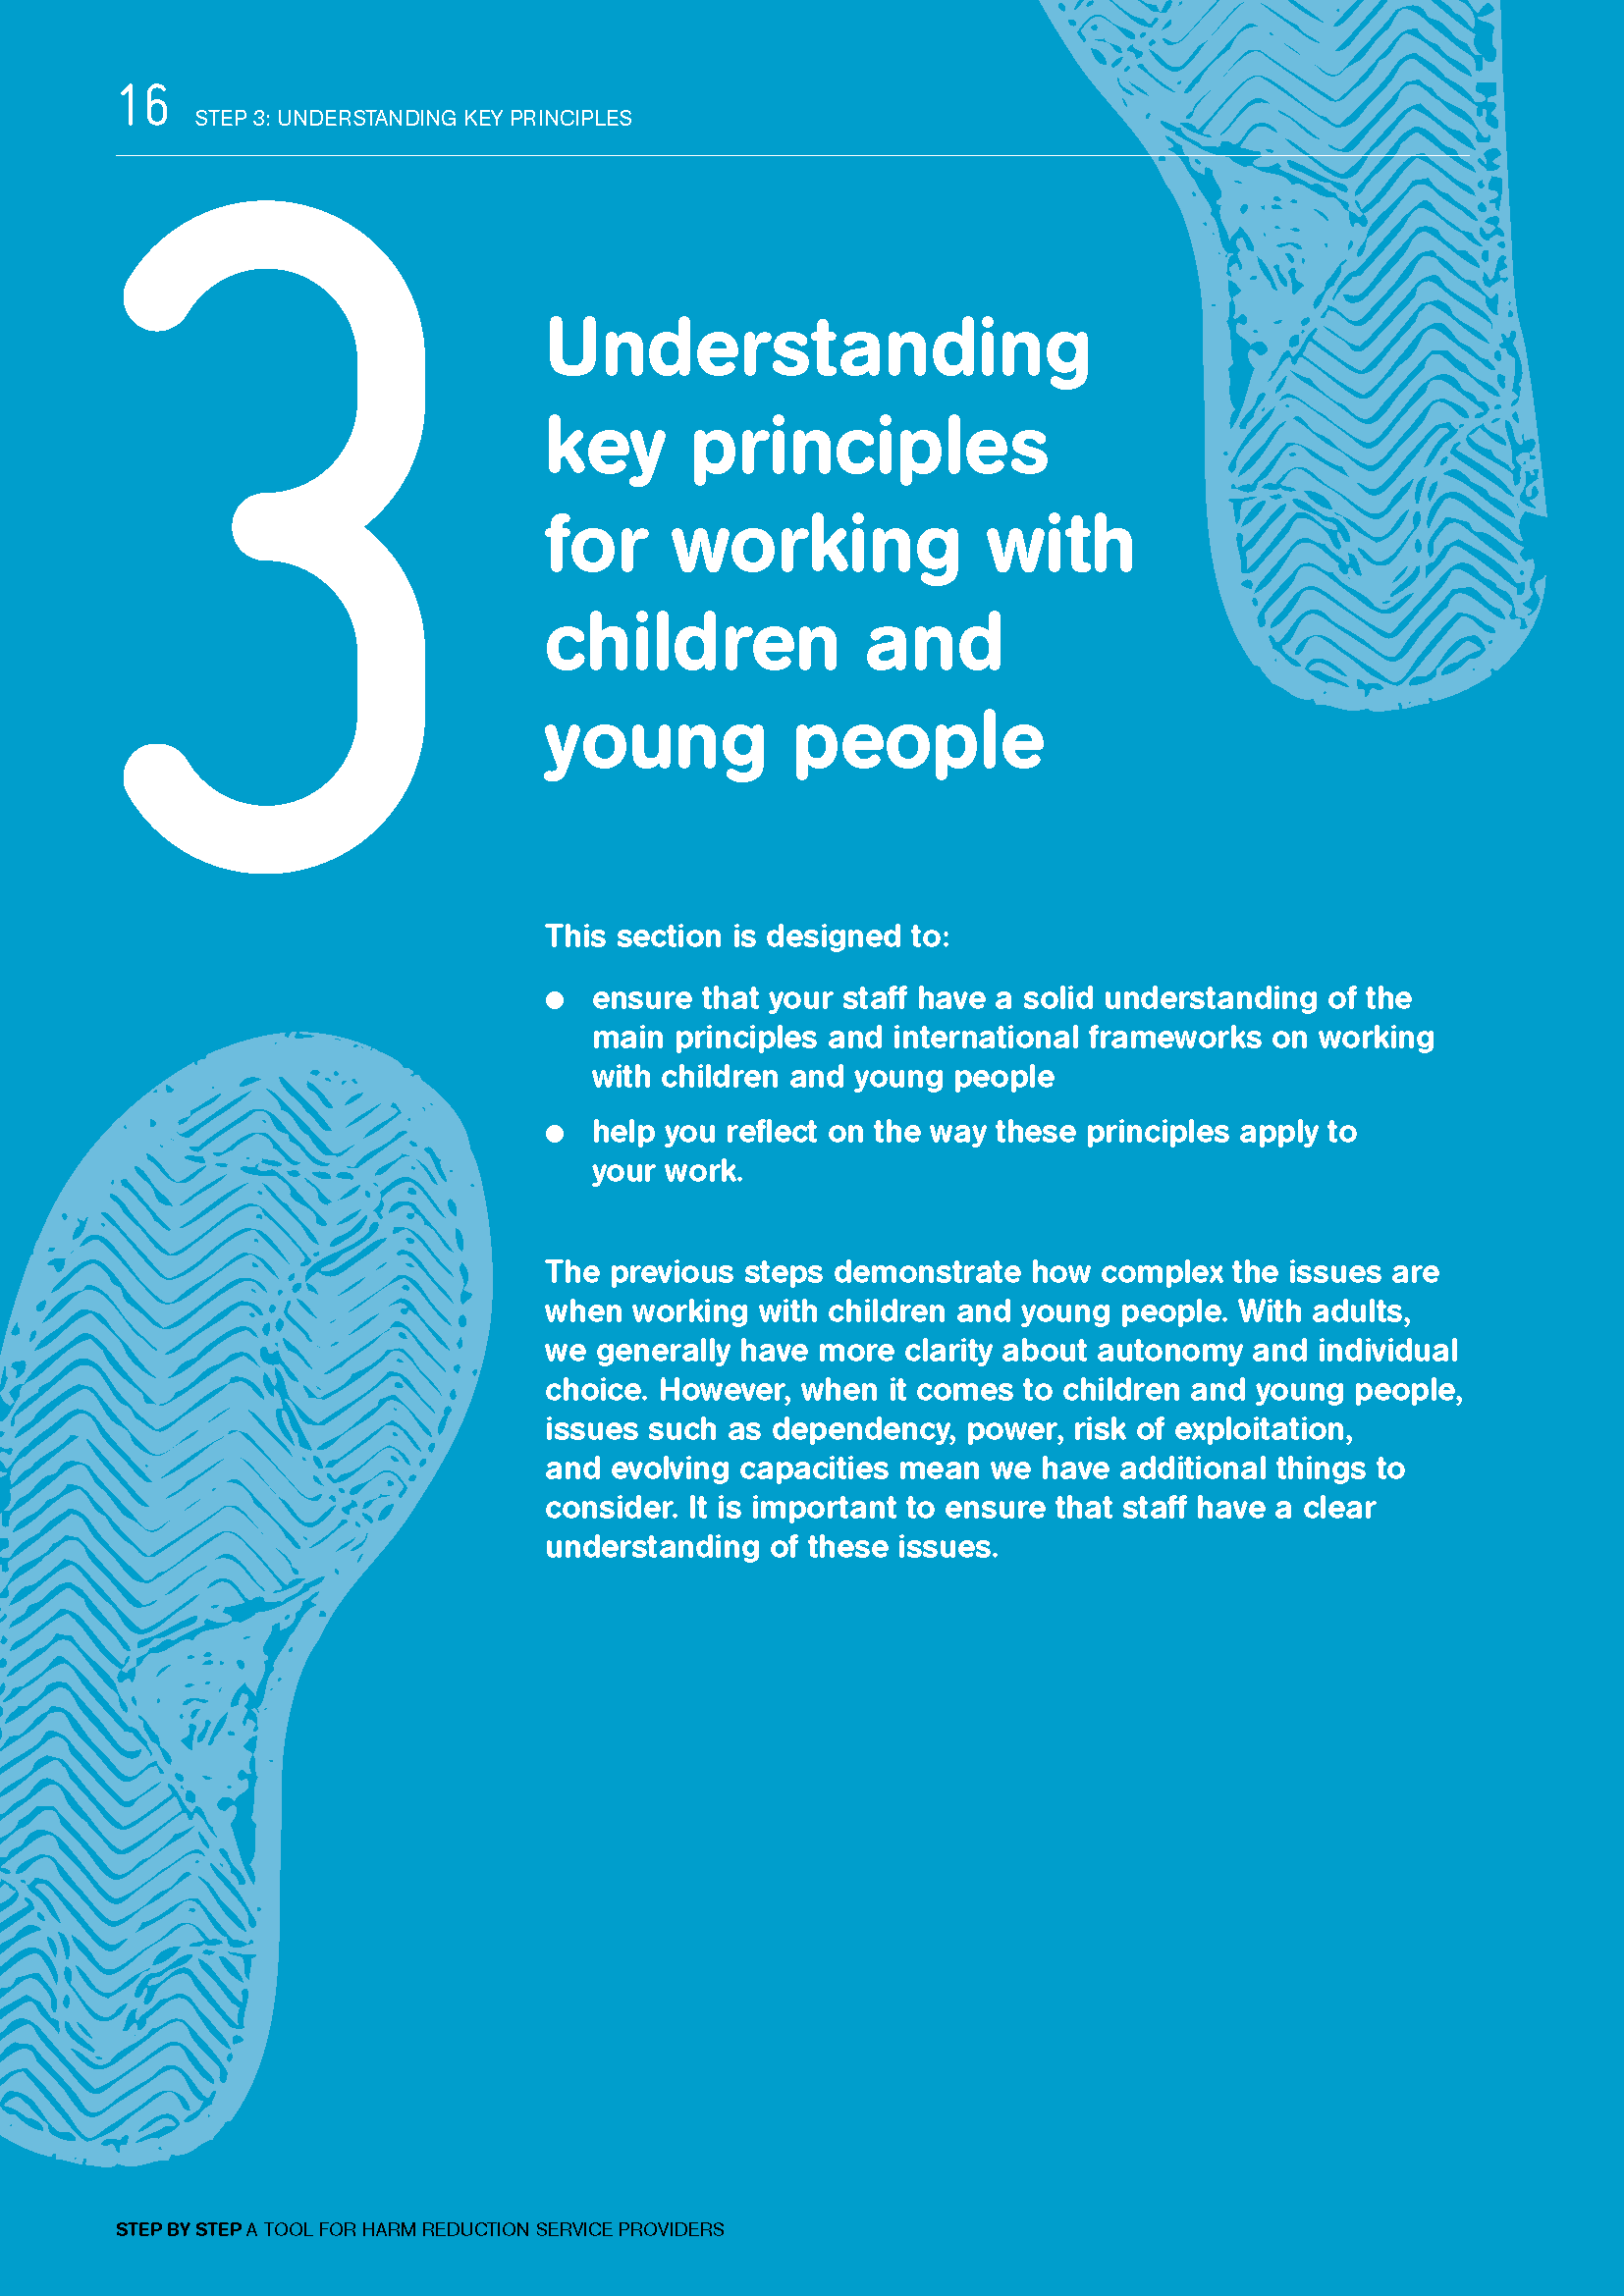 16 STEP 3: UNDERSTANDING KEY PRINCIPLES
3
Understanding
key principles
for working with
children and
young people
This section is designed to:
● ensure that your staff have a solid understanding of the
main principles and international frameworks on working
with children and young people
● help you reflect on the way these principles apply to
your work.
The previous steps demonstrate how complex the issues are
when working with children and young people. With adults,
we generally have more clarity about autonomy and individual
choice. However, when it comes to children and young people,
issues such as dependency, power, risk of exploitation,
and evolving capacities mean we have additional things to
consider. It is important to ensure that staff have a clear
understanding of these issues.
STEP BY STEP A TOOL FOR HARM REDUCTION SERVICE PROVIDERS